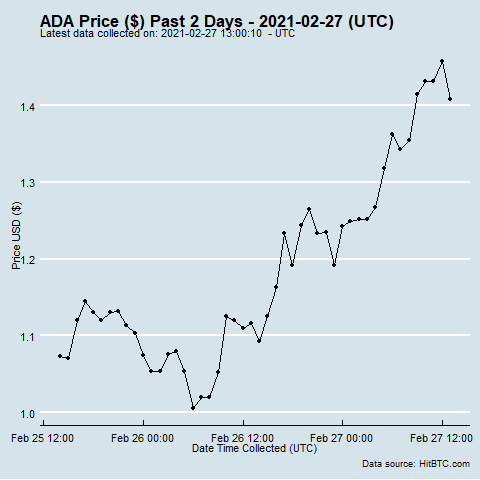 ADA Price ($) Past 2 Days - 2021-02-27 (UTC)
Latest data collected on: 2021-02-27 13:00:10 - UTC
1.4
1.3
1.2
1.1
1.0
Price USD ($)
Feb 25 12:00 Feb 26 00:00 Feb 26 12:00 Feb 27 00:00 Feb 27 12:00
Date Time Collected (UTC)
Data source: HitBTC.com